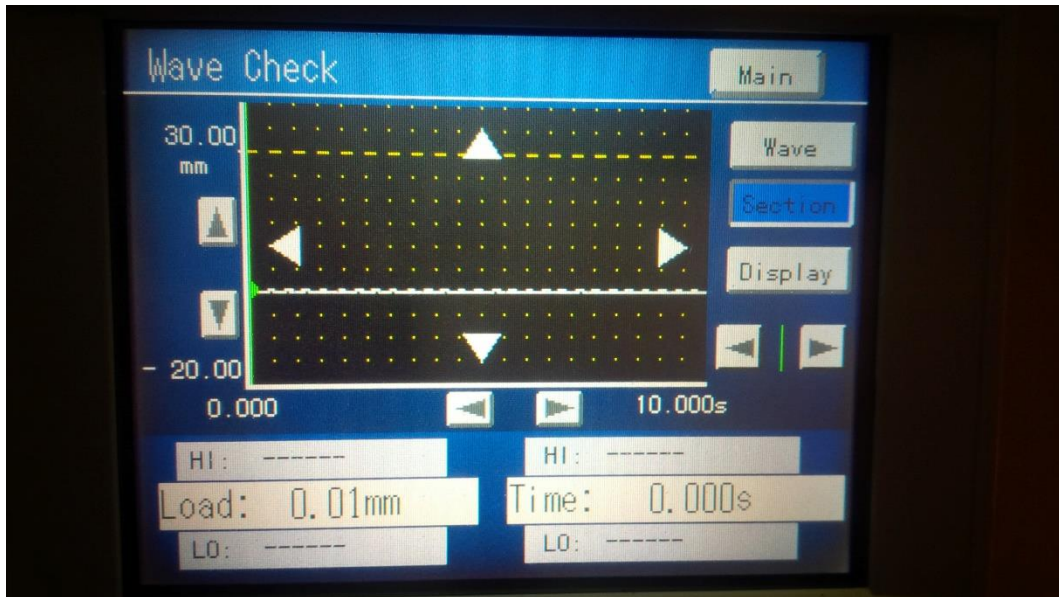 Wave Check
Main
30.00
mm
Wave
Section
Display
- 20.00
0.000
10.000s
HI: ------
HI: ------
Load: 0.01mm
Time: 0.000s
LO: ------
LO: ------